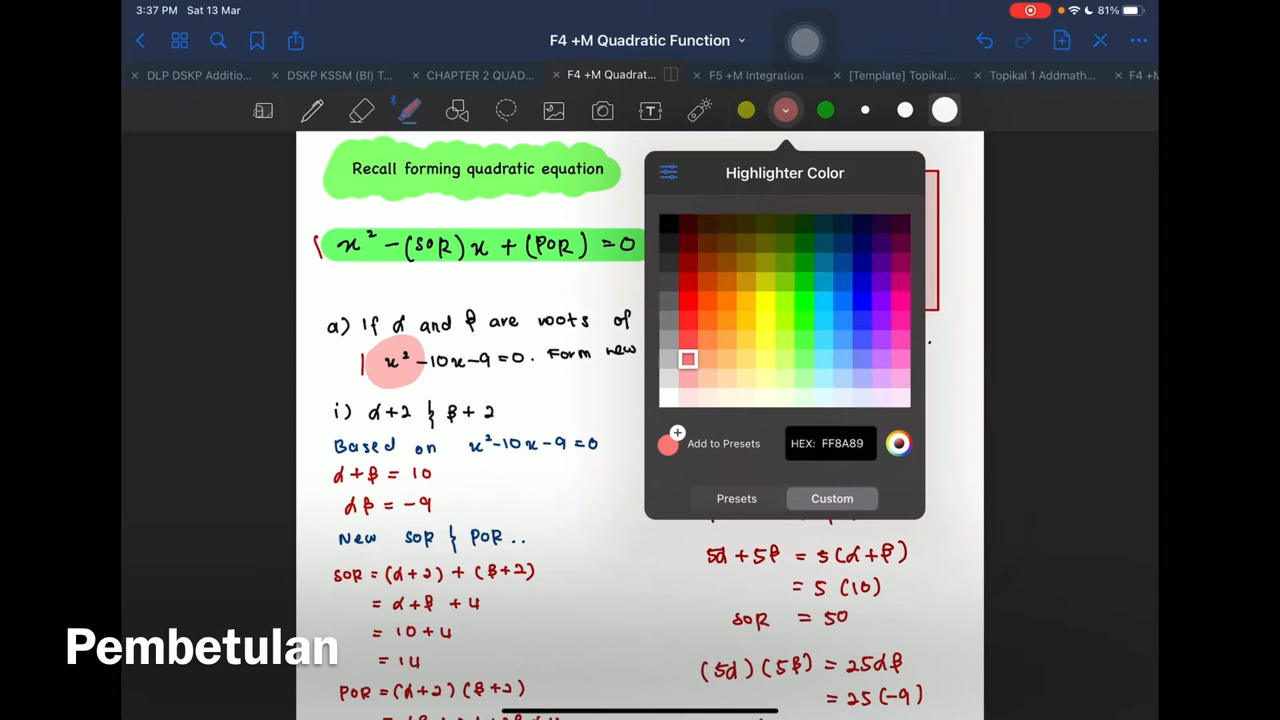 3:37 PM Sat 13 Mar
81%
F4 +M Quadratic Function
DLP DSKP Additio...
DSKP KSSM (BI) T...
CHAPTER 2 QUAD...
F4 +M Quadrat...
F5 +M Integration
[Template] Topikal...
Topikal 1 Addmath...
F4 +M
Recall forming quadratic equation
x² - (SOR)x + (POR) = 0
a) If α and β are roots of
x² - 10x - 9 = 0. Form new
i) α+2 } β+2
Based on x² - 10x - 9 = 0
α+β = 10
αβ = -9
New SOR } POR ..
SOR = (α+2) + (β+2)
= α+β +4
= 10+4
= 14
POR = (α+2) (β+2)
Highlighter Color
Add to Presets
HEX: FF8A89
Presets
Custom
5α + 5β = 5(α+β)
= 5 (10)
SOR = 50
(5α) (5β) = 25αβ
= 25 (-9)
Pembetulan